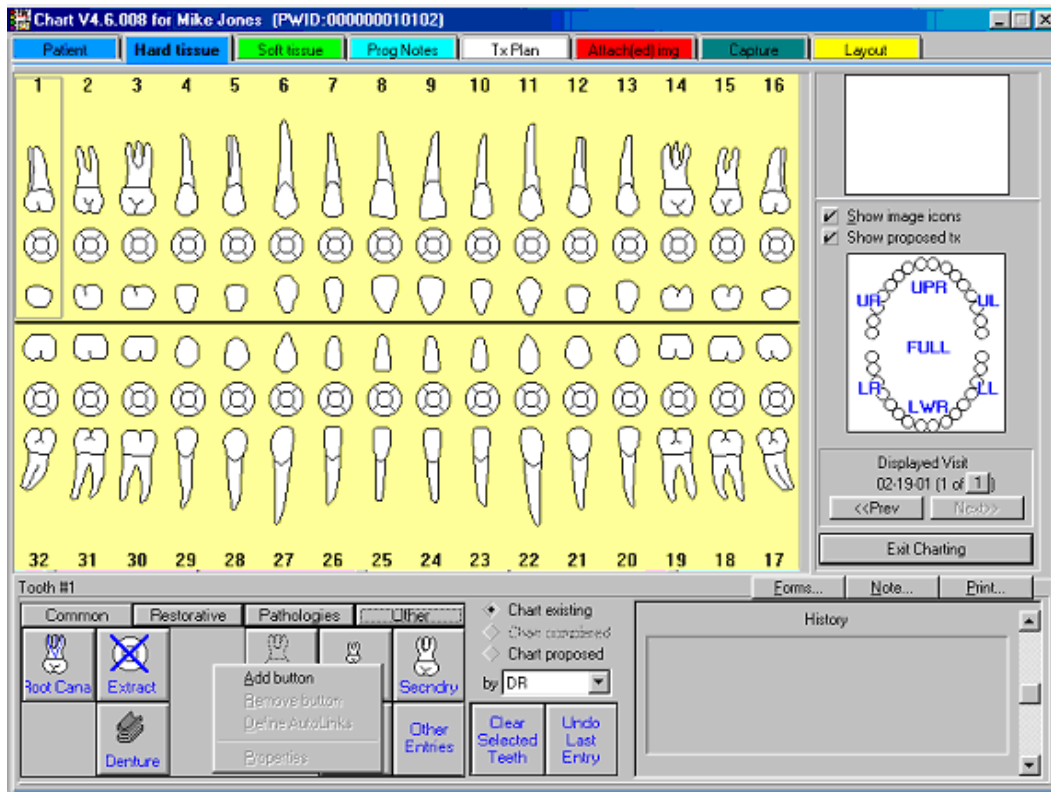 Chart V4.6.008 for Mike Jones (PWID:000000010102)
Patient Hard tissue Soft tissue Prog Notes Tx Plan Attach(ed) img Capture Layout
1 2 3 4 5 6 7 8 9 10 11 12 13 14 15 16
Show image icons
Show proposed tx
UPR
UR UL
FULL
LR LL
LWR
Displayed Visit
02-19-01 (1 of 1)
<<Prev Next>>
Exit Charting
32 31 30 29 28 27 26 25 24 23 22 21 20 19 18 17
Tooth #1
Forms... Note... Print...
Common Restorative Pathologies Other
Chart existing
Chart completed
Chart proposed
by DR
History
Root Cana
Extract
Secndry
Denture
Other
Entries
Add button
Remove button
Define AutoLinks
Properties
Clear
Selected
Teeth
Undo
Last
Entry